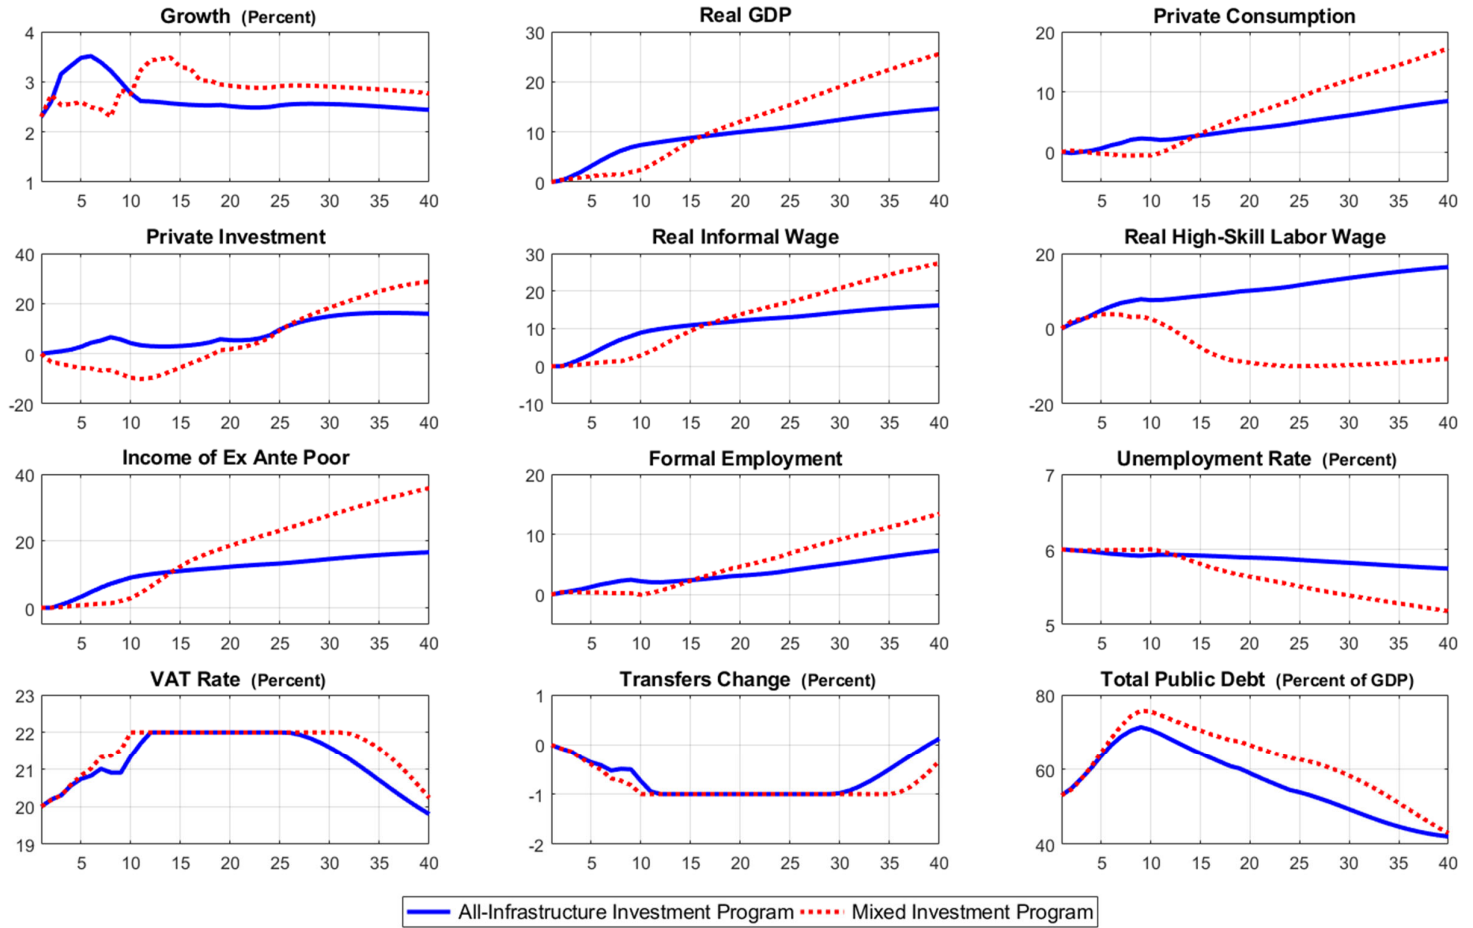 Growth (Percent)
4
3
2
1
5 10 15 20 25 30 35 40
Real GDP
30
20
10
0
5 10 15 20 25 30 35 40
Private Consumption
20
10
0
5 10 15 20 25 30 35 40
Private Investment
40
20
0
-20
5 10 15 20 25 30 35 40
Real Informal Wage
30
20
10
0
-10
5 10 15 20 25 30 35 40
Real High-Skill Labor Wage
20
0
-20
5 10 15 20 25 30 35 40
Income of Ex Ante Poor
40
20
0
5 10 15 20 25 30 35 40
Formal Employment
20
10
0
5 10 15 20 25 30 35 40
Unemployment Rate (Percent)
7
6
5
5 10 15 20 25 30 35 40
VAT Rate (Percent)
23
22
21
20
19
5 10 15 20 25 30 35 40
Transfers Change (Percent)
1
0
-1
-2
5 10 15 20 25 30 35 40
Total Public Debt (Percent of GDP)
80
60
40
5 10 15 20 25 30 35 40
All-Infrastructure Investment Program Mixed Investment Program